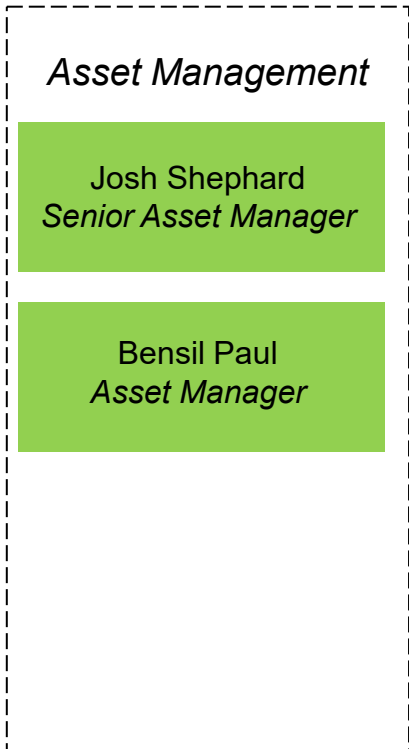 Asset Management
Josh Shephard
Senior Asset Manager
Bensil Paul
Asset Manager